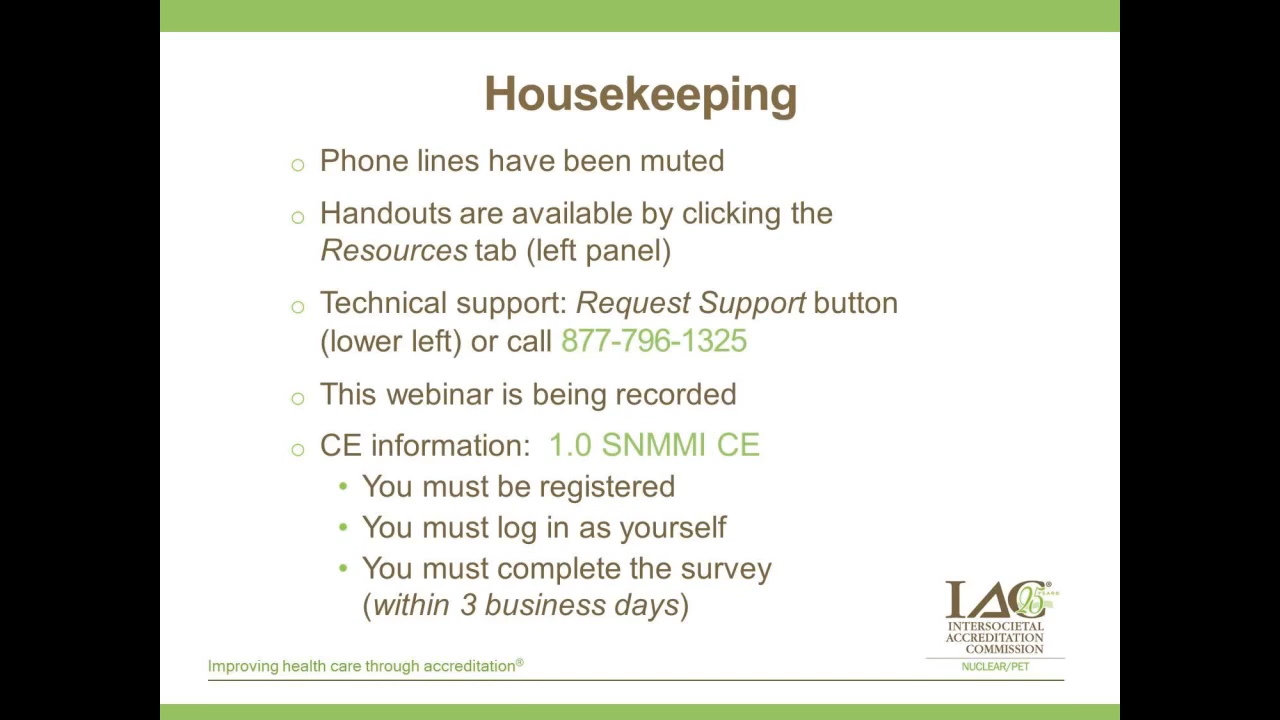 Housekeeping
o Phone lines have been muted
o Handouts are available by clicking the
Resources tab (left panel)
o Technical support: Request Support button
(lower left) or call 877-796-1325
o This webinar is being recorded
o CE information: 1.0 SNMMI CE
• You must be registered
• You must log in as yourself
• You must complete the survey
(within 3 business days)
IAC® 25 YEARS
INTERSOCIETAL
ACCREDITATION
COMMISSION
NUCLEAR/PET
Improving health care through accreditation®